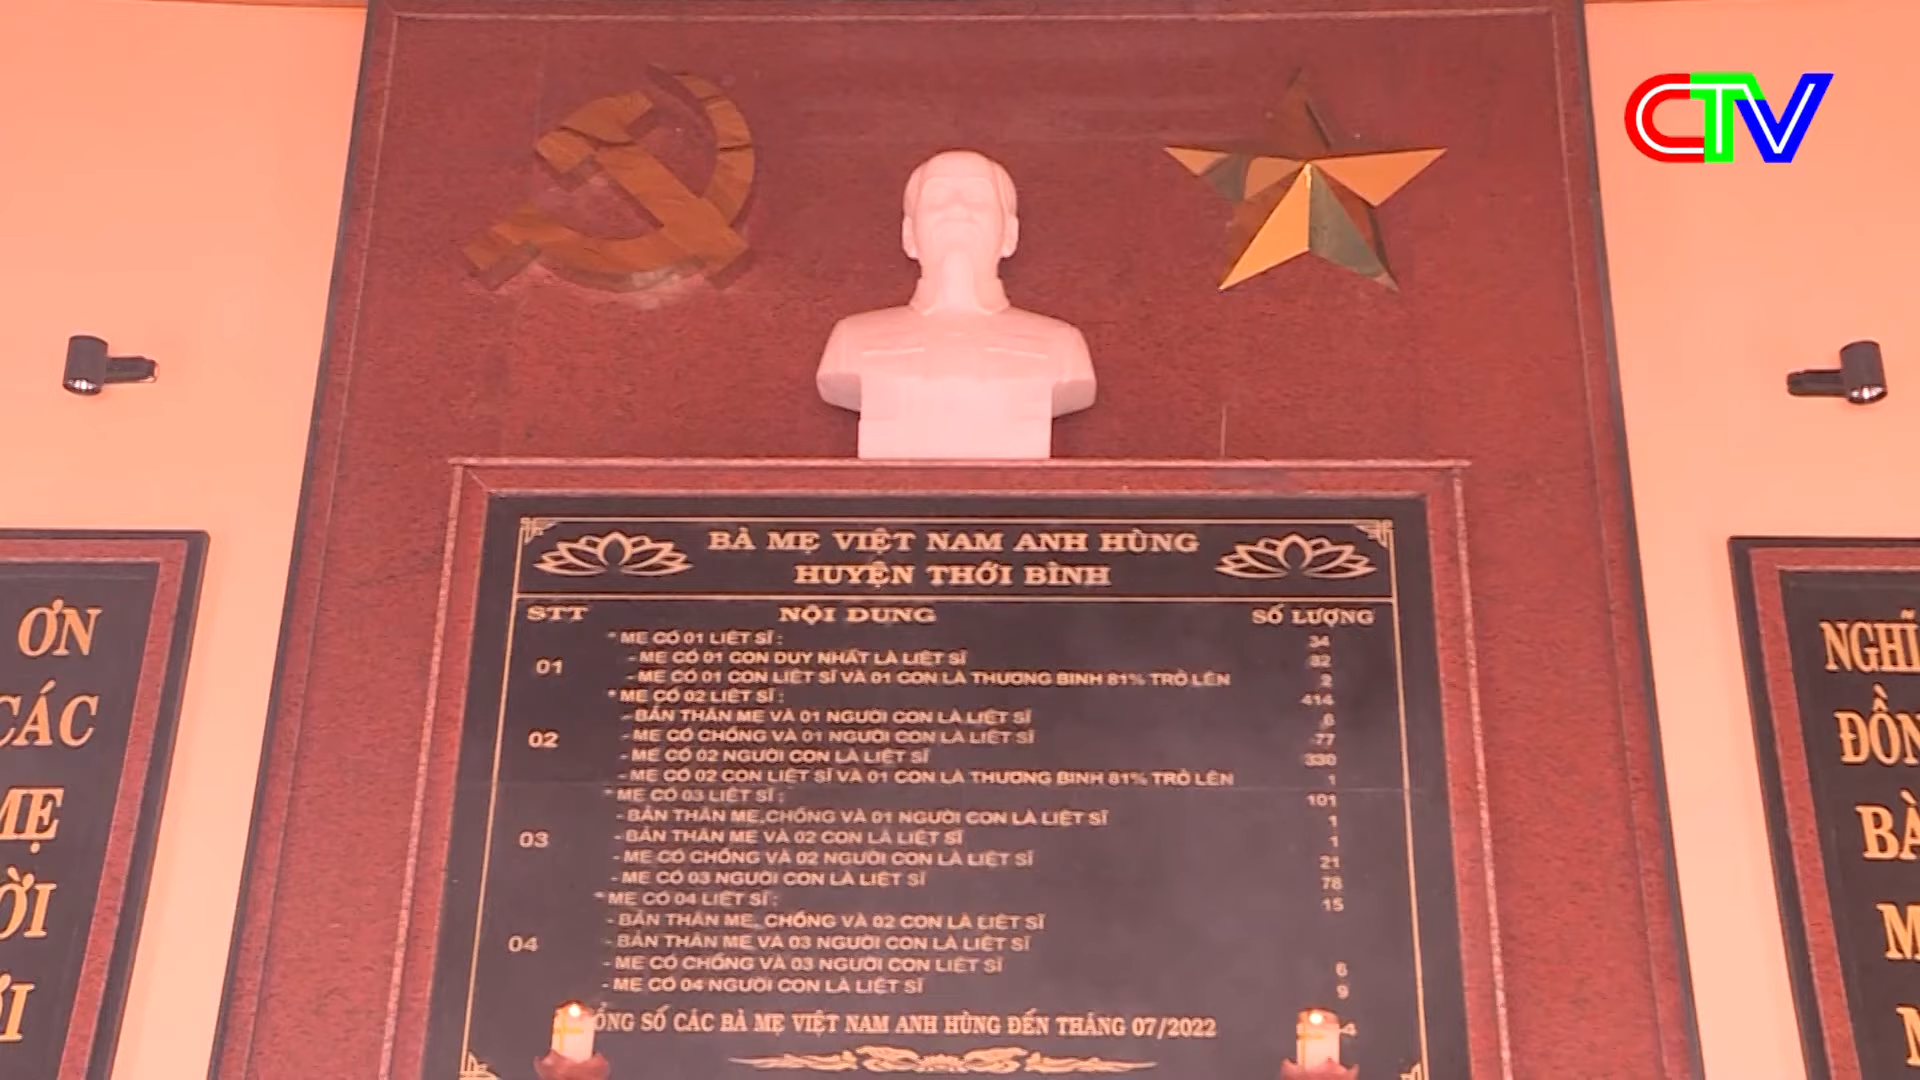 CTV
BÀ MẸ VIỆT NAM ANH HÙNG
HUYỆN THỚI BÌNH
STT NỘI DUNG SỐ LƯỢNG
* MẸ CÓ 01 LIỆT SĨ : 34
01 - MẸ CÓ 01 CON DUY NHẤT LÀ LIỆT SĨ 32
- MẸ CÓ 01 CON LIỆT SĨ VÀ 01 CON LÀ THƯƠNG BINH 81% TRỞ LÊN 2
* MẸ CÓ 02 LIỆT SĨ : 414
- BẢN THÂN MẸ VÀ 01 NGƯỜI CON LÀ LIỆT SĨ 6
02 - MẸ CÓ CHỒNG VÀ 01 NGƯỜI CON LÀ LIỆT SĨ 77
- MẸ CÓ 02 NGƯỜI CON LÀ LIỆT SĨ 330
- MẸ CÓ 02 CON LIỆT SĨ VÀ 01 CON LÀ THƯƠNG BINH 81% TRỞ LÊN 1
* MẸ CÓ 03 LIỆT SĨ : 101
- BẢN THÂN MẸ, CHỒNG VÀ 01 NGƯỜI CON LÀ LIỆT SĨ 1
03 - BẢN THÂN MẸ VÀ 02 CON LÀ LIỆT SĨ 1
- MẸ CÓ CHỒNG VÀ 02 NGƯỜI CON LÀ LIỆT SĨ 21
- MẸ CÓ 03 NGƯỜI CON LÀ LIỆT SĨ 78
* MẸ CÓ 04 LIỆT SĨ : 15
- BẢN THÂN MẸ, CHỒNG VÀ 02 CON LÀ LIỆT SĨ
04 - BẢN THÂN MẸ VÀ 03 NGƯỜI CON LÀ LIỆT SĨ
- MẸ CÓ CHỒNG VÀ 03 NGƯỜI CON LIỆT SĨ 6
- MẸ CÓ 04 NGƯỜI CON LÀ LIỆT SĨ 9
SỐ CÁC BÀ MẸ VIỆT NAM ANH HÙNG ĐẾN THÁNG 07/2022
ƠN
CÁC
MẸ
NGHĨ
ĐỒN
BÀ